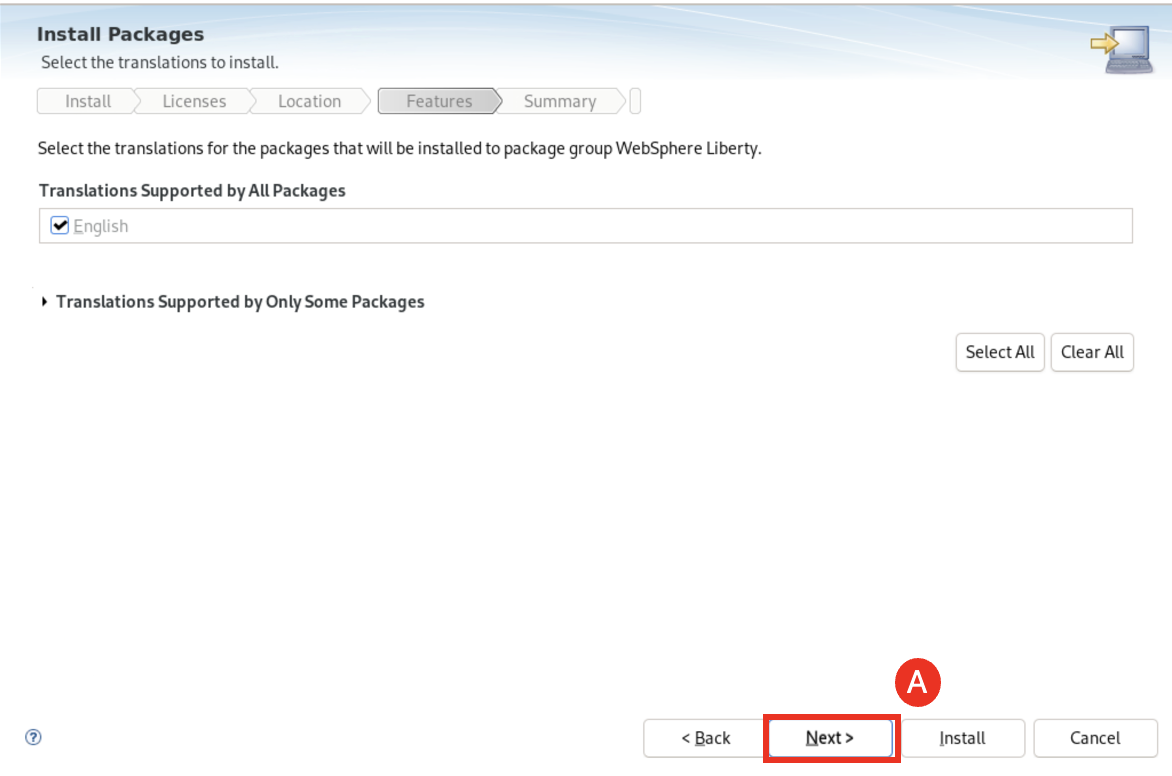 Install Packages
Select the translations to install.
Install Licenses Location Features Summary
Select the translations for the packages that will be installed to package group WebSphere Liberty.
Translations Supported by All Packages
English
Translations Supported by Only Some Packages
Select All Clear All
A
? < Back Next > Install Cancel